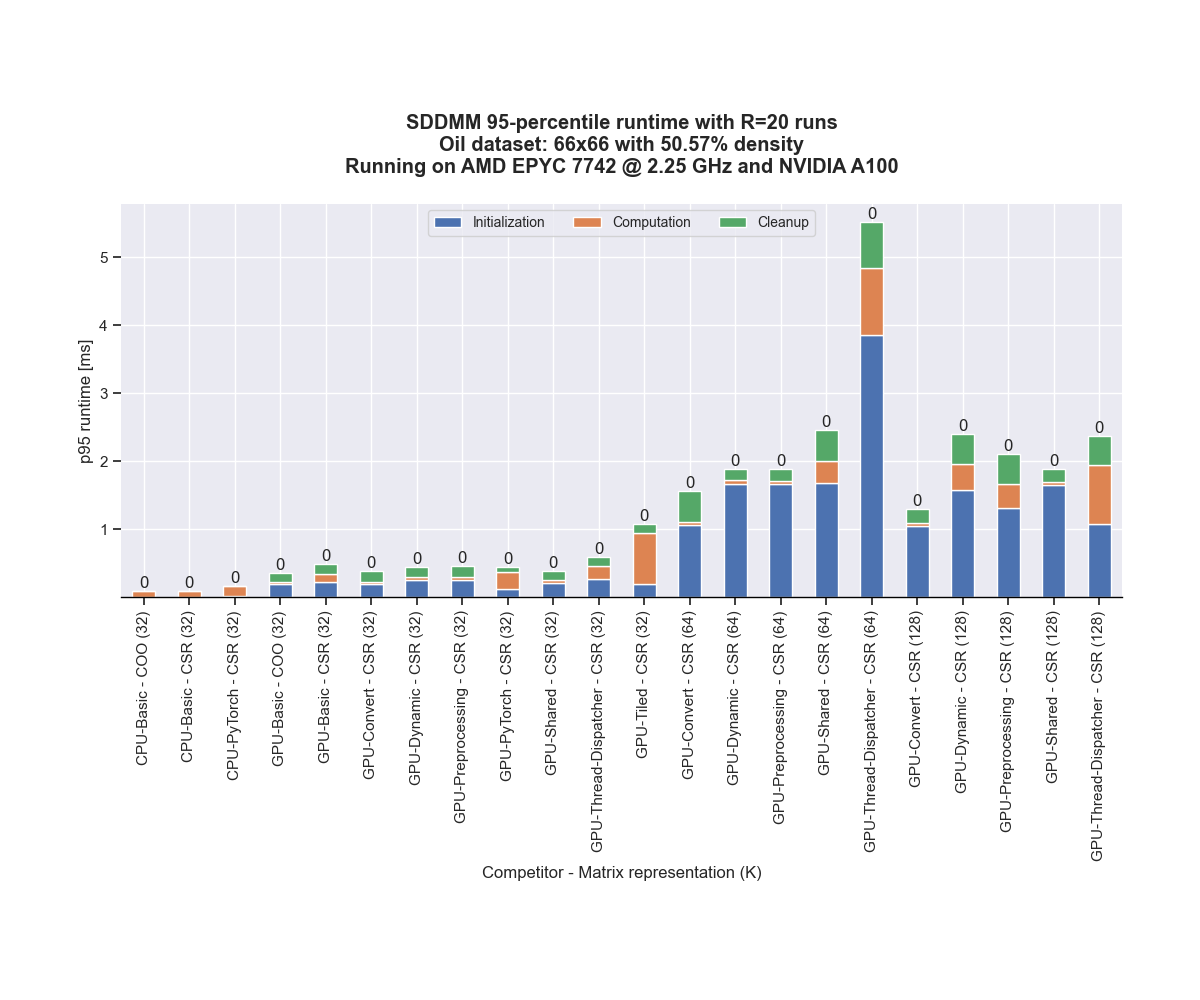 SDDMM 95-percentile runtime with R=20 runs
Oil dataset: 66x66 with 50.57% density
Running on AMD EPYC 7742 @ 2.25 GHz and NVIDIA A100
Initialization Computation Cleanup
p95 runtime [ms]
5
4
3
2
1
0 0 0 0 0 0 0 0 0 0 0 0 0 0 0 0 0 0 0 0 0 0
CPU-Basic - COO (32)
CPU-Basic - CSR (32)
CPU-PyTorch - CSR (32)
GPU-Basic - COO (32)
GPU-Basic - CSR (32)
GPU-Convert - CSR (32)
GPU-Dynamic - CSR (32)
GPU-Preprocessing - CSR (32)
GPU-PyTorch - CSR (32)
GPU-Shared - CSR (32)
GPU-Thread-Dispatcher - CSR (32)
GPU-Tiled - CSR (32)
GPU-Convert - CSR (64)
GPU-Dynamic - CSR (64)
GPU-Preprocessing - CSR (64)
GPU-Shared - CSR (64)
GPU-Thread-Dispatcher - CSR (64)
GPU-Convert - CSR (128)
GPU-Dynamic - CSR (128)
GPU-Preprocessing - CSR (128)
GPU-Shared - CSR (128)
GPU-Thread-Dispatcher - CSR (128)
Competitor - Matrix representation (K)